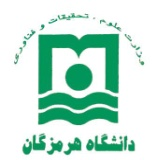 وزارت علوم، تحقیقات و فناوری
دانشگاه هرمزگان